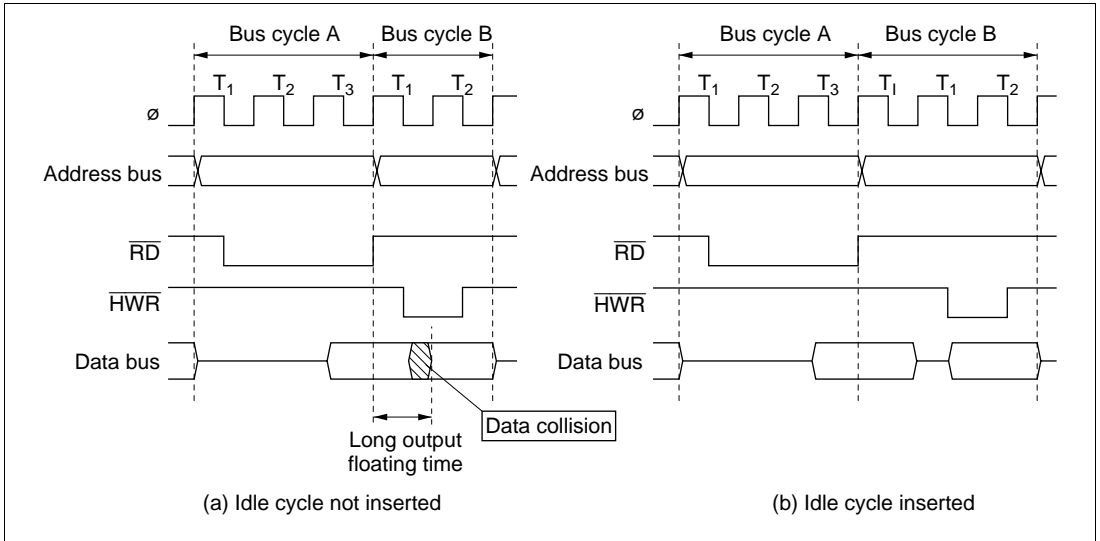 Bus cycle A Bus cycle B
T1 T2 T3 T1 T2
ø
Address bus
RD
HWR
Data bus
Data collision
Long output
floating time
(a) Idle cycle not inserted
Bus cycle A Bus cycle B
T1 T2 T3 TI T1 T2
ø
Address bus
RD
HWR
Data bus
(b) Idle cycle inserted